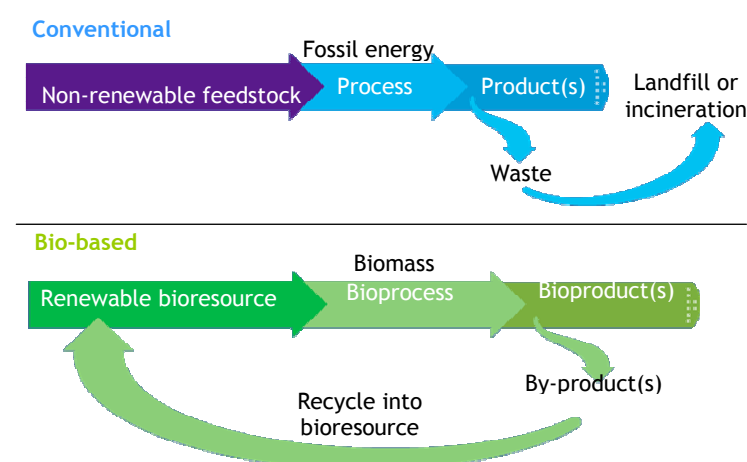 Conventional
Fossil energy
Non-renewable feedstock
Process
Product(s)
Landfill or
incineration
Waste
Bio-based
Biomass
Renewable bioresource
Bioprocess
Bioproduct(s)
By-product(s)
Recycle into
bioresource